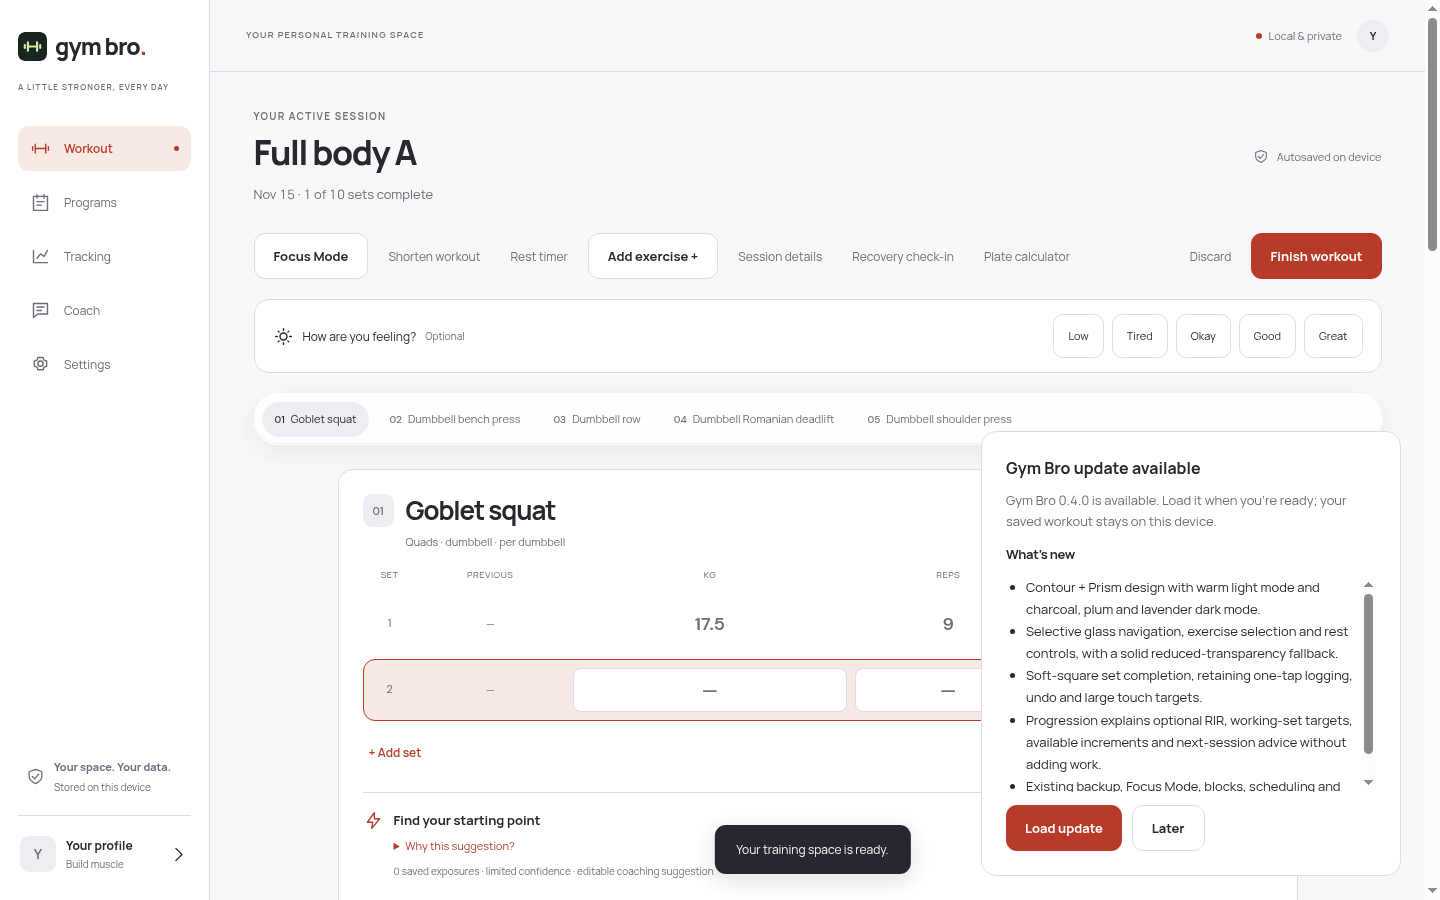 gym bro.
A LITTLE STRONGER, EVERY DAY
Workout
Programs
Tracking
Coach
Settings
Your space. Your data.
Stored on this device
Y
Your profile
Build muscle
YOUR PERSONAL TRAINING SPACE
Local & private
Y
YOUR ACTIVE SESSION
Full body A
Nov 15 · 1 of 10 sets complete
Autosaved on device
Focus Mode
Shorten workout
Rest timer
Add exercise +
Session details
Recovery check-in
Plate calculator
Discard
Finish workout
How are you feeling? Optional
Low
Tired
Okay
Good
Great
01 Goblet squat
02 Dumbbell bench press
03 Dumbbell row
04 Dumbbell Romanian deadlift
05 Dumbbell shoulder press
01
Goblet squat
Quads · dumbbell · per dumbbell
SET PREVIOUS KG REPS
1 — 17.5 9
2 — — —
+ Add set
Find your starting point
Why this suggestion?
0 saved exposures · limited confidence · editable coaching suggestion
Your training space is ready.
Gym Bro update available
Gym Bro 0.4.0 is available. Load it when you're ready; your
saved workout stays on this device.
What's new
• Contour + Prism design with warm light mode and
charcoal, plum and lavender dark mode.
• Selective glass navigation, exercise selection and rest
controls, with a solid reduced-transparency fallback.
• Soft-square set completion, retaining one-tap logging,
undo and large touch targets.
• Progression explains optional RIR, working-set targets,
available increments and next-session advice without
adding work.
• Existing backup, Focus Mode, blocks, scheduling and
Load update
Later